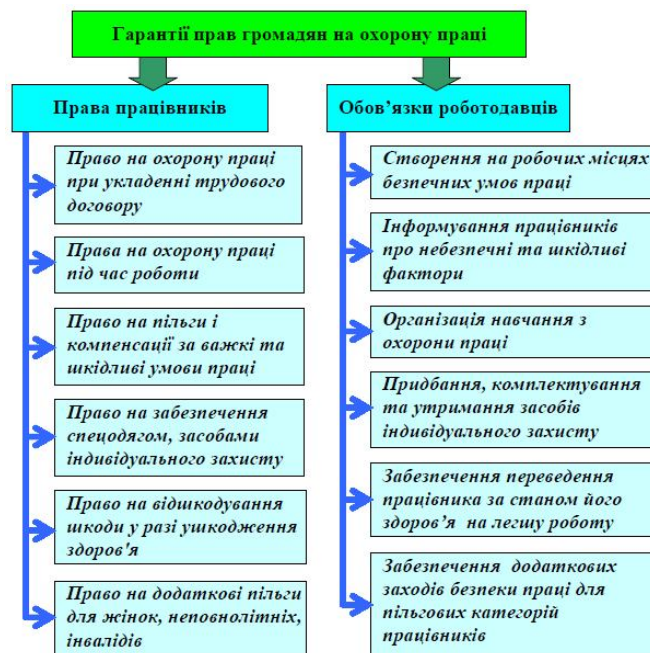 Гарантії прав громадян на охорону праці
Права працівників
Право на охорону праці
при укладенні трудового
договору
Права на охорону праці
під час роботи
Право на пільги і
компенсації за важкі та
шкідливі умови праці
Право на забезпечення
спецодягом, засобами
індивідуального захисту
Право на відшкодування
шкоди у разі ушкодження
здоров'я
Право на додаткові пільги
для жінок, неповнолітніх,
інвалідів
Обов’язки роботодавців
Створення на робочих місцях
безпечних умов праці
Інформування працівників
про небезпечні та шкідливі
фактори
Організація навчання з
охорони праці
Придбання, комплектування
та утримання засобів
індивідуального захисту
Забезпечення переведення
працівника за станом його
здоров’я на легшу роботу
Забезпечення додаткових
заходів безпеки праці для
пільгових категорій
працівників